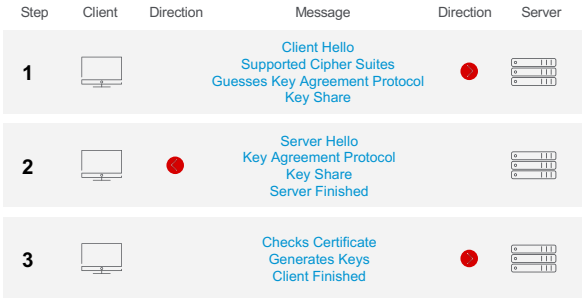 Step Client Direction Message Direction Server
1
Client Hello
Supported Cipher Suites
Guesses Key Agreement Protocol
Key Share
2
Server Hello
Key Agreement Protocol
Key Share
Server Finished
3
Checks Certificate
Generates Keys
Client Finished